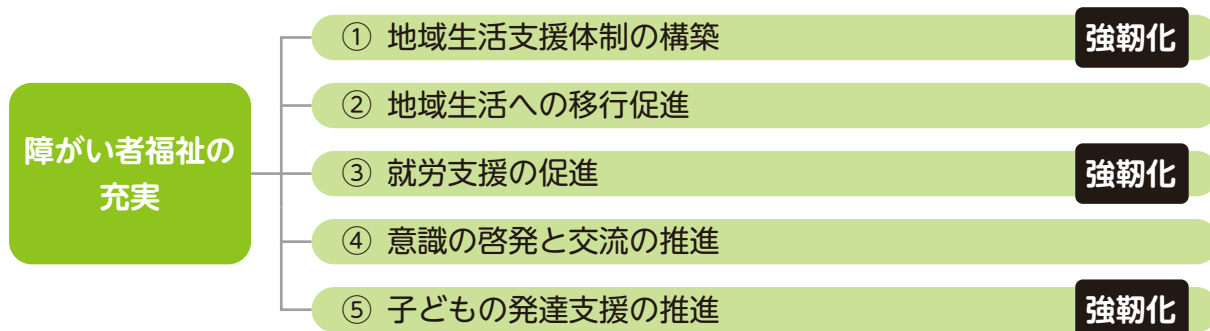 障がい者福祉の
充実
① 地域生活支援体制の構築
強靭化
② 地域生活への移行促進
③ 就労支援の促進
強靭化
④ 意識の啓発と交流の推進
⑤ 子どもの発達支援の推進
強靭化